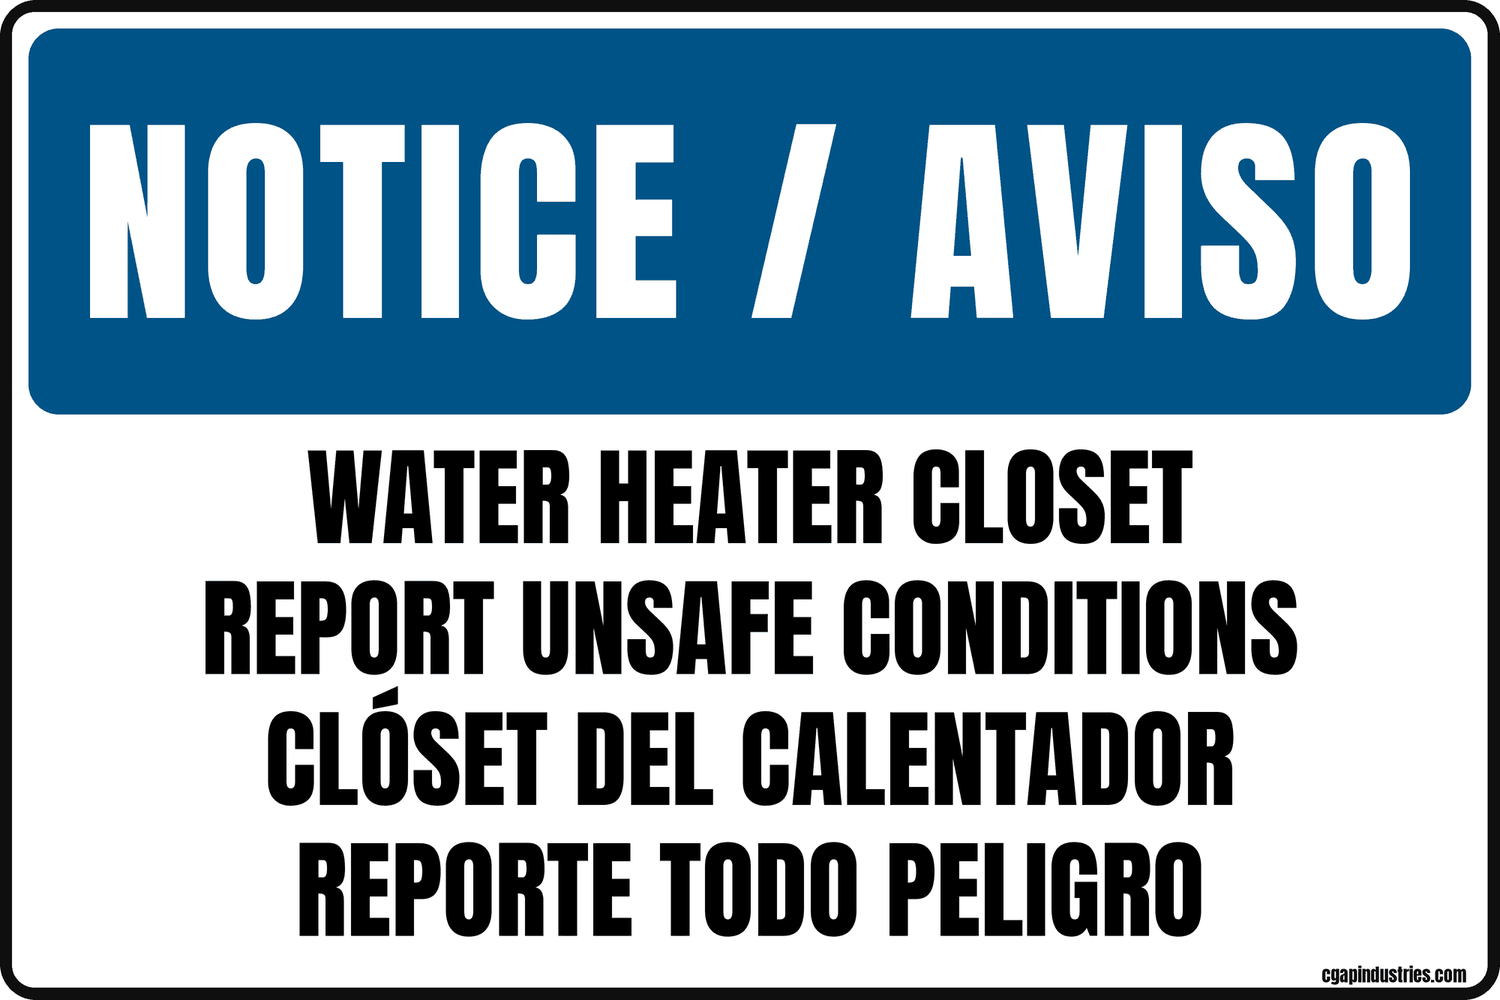 NOTICE / AVISO
WATER HEATER CLOSET
REPORT UNSAFE CONDITIONS
CLÓSET DEL CALENTADOR
REPORTE TODO PELIGRO
cgapindustries.com